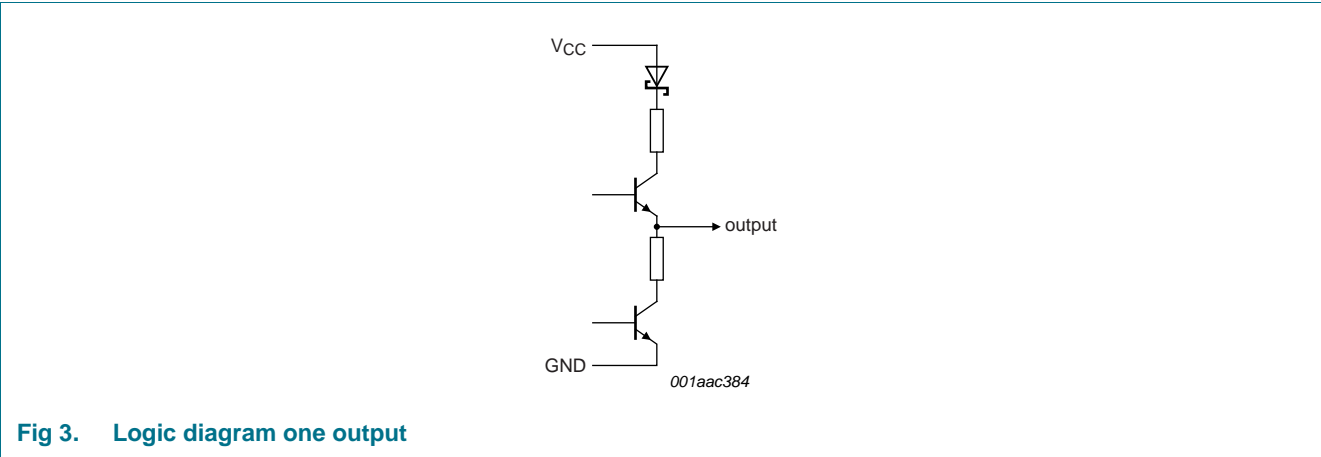 VCC
output
GND
001aac384
Fig 3. Logic diagram one output